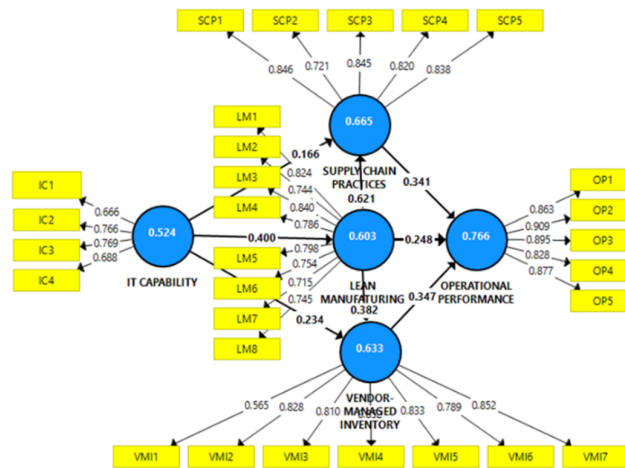 SCP1 SCP2 SCP3 SCP4 SCP5
0.846 0.721 0.845 0.820 0.838
0.665
SUPPLY CHAIN
PRACTICES
LM1
LM2
LM3
LM4
0.824
0.744
0.840
0.786
0.166
0.621
0.341
IC1
IC2
IC3
IC4
0.666
0.766
0.769
0.688
0.524
IT CAPABILITY
0.400
0.603
LEAN
MANUFATURING
0.248
0.766
OPERATIONAL
PERFORMANCE
OP1
OP2
OP3
OP4
OP5
0.863
0.909
0.895
0.828
0.877
LM5
LM6
LM7
LM8
0.798
0.754
0.715
0.745
0.234
0.382
0.347
0.633
VENDOR-
MANAGED
INVENTORY
0.565 0.828 0.810 0.833 0.789 0.852
VMI1 VMI2 VMI3 VMI4 VMI5 VMI6 VMI7